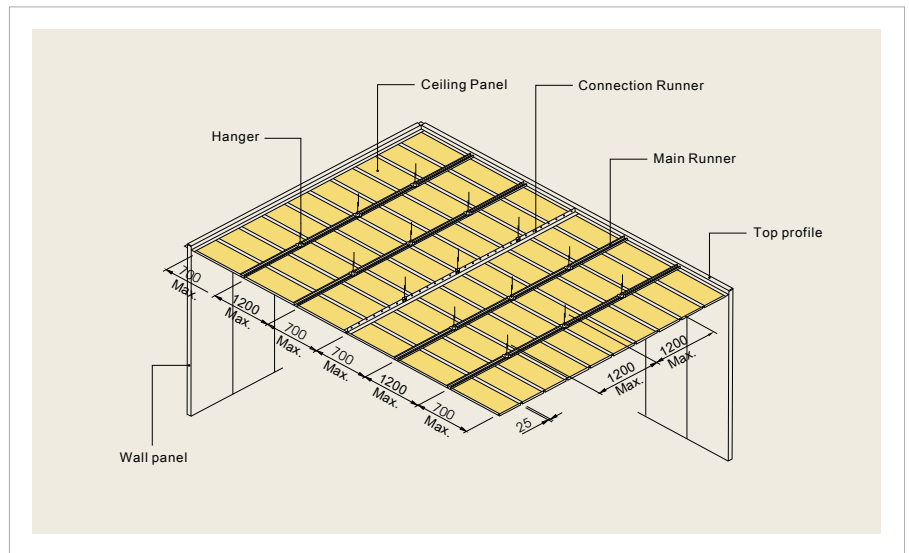 Ceiling Panel
Connection Runner
Hanger
Main Runner
Top profile
700
Max.
1200
Max.
700
Max.
700
Max.
1200
Max.
700
Max.
25
1200
Max.
1200
Max.
Wall panel